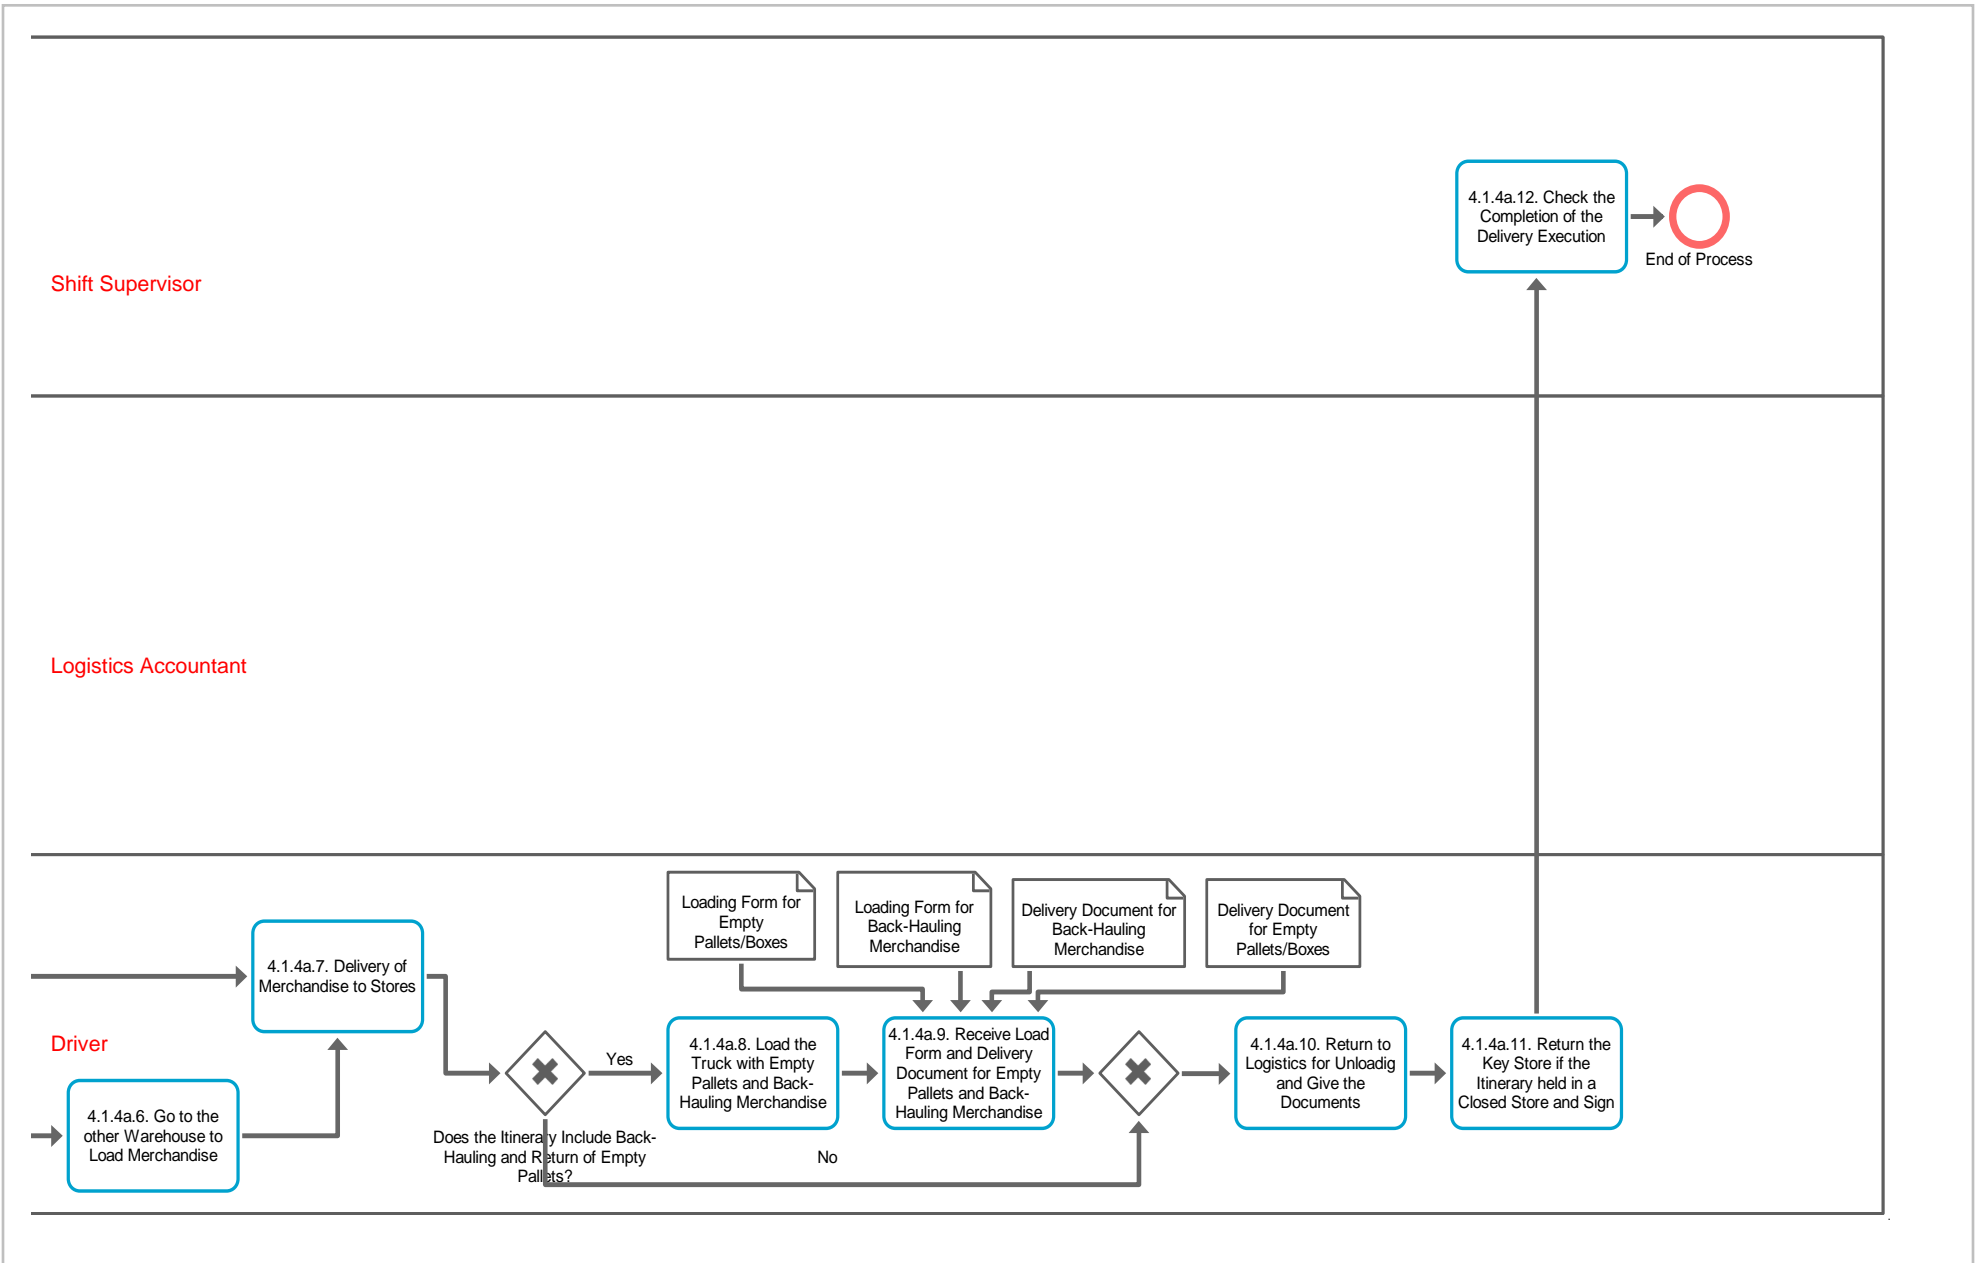 4.1.4a.12. Check the
Completion of the
Delivery Execution
End of Process
Shift Supervisor
Logistics Accountant
Loading Form for
Empty
Pallets/Boxes
Loading Form for
Back-Hauling
Merchandise
Delivery Document for
Back-Hauling
Merchandise
Delivery Document
for Empty
Pallets/Boxes
4.1.4a.7. Delivery of
Merchandise to Stores
Driver
4.1.4a.6. Go to the
other Warehouse to
Load Merchandise
Does the Itinerary Include Back-
Hauling and Return of Empty
Pallets?
Yes
No
4.1.4a.8. Load the
Truck with Empty
Pallets and Back-
Hauling Merchandise
4.1.4a.9. Receive Load
Form and Delivery
Document for Empty
Pallets and Back-
Hauling Merchandise
4.1.4a.10. Return to
Logistics for Unloadig
and Give the
Documents
4.1.4a.11. Return the
Key Store if the
Itinerary held in a
Closed Store and Sign